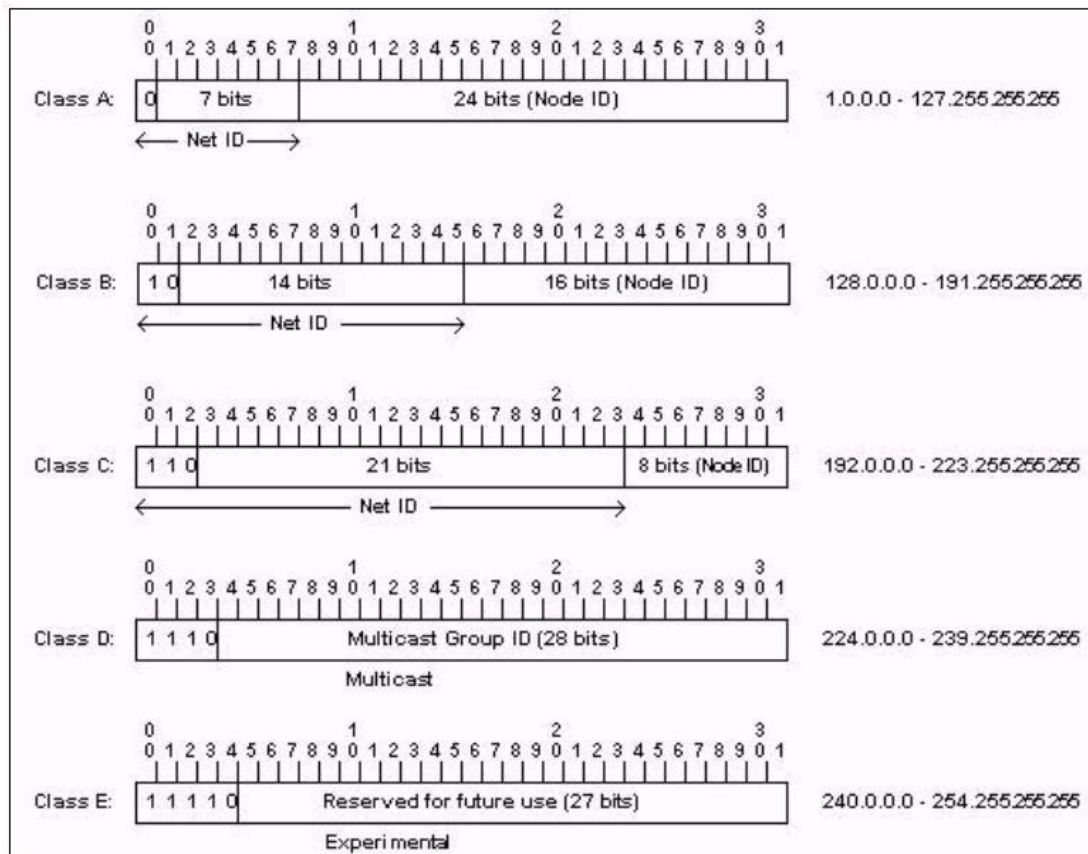 0 1 2 3
0 1 2 3 4 5 6 7 8 9 0 1 2 3 4 5 6 7 8 9 0 1 2 3 4 5 6 7 8 9 0 1
Class A: 0 7 bits 24 bits (Node ID) 1.0.0.0 - 127.255.255.255
Net ID
0 1 2 3
0 1 2 3 4 5 6 7 8 9 0 1 2 3 4 5 6 7 8 9 0 1 2 3 4 5 6 7 8 9 0 1
Class B: 1 0 14 bits 16 bits (Node ID) 128.0.0.0 - 191.255.255.255
Net ID
0 1 2 3
0 1 2 3 4 5 6 7 8 9 0 1 2 3 4 5 6 7 8 9 0 1 2 3 4 5 6 7 8 9 0 1
Class C: 1 1 0 21 bits 8 bits (Node ID) 192.0.0.0 - 223.255.255.255
Net ID
0 1 2 3
0 1 2 3 4 5 6 7 8 9 0 1 2 3 4 5 6 7 8 9 0 1 2 3 4 5 6 7 8 9 0 1
Class D: 1 1 1 0 Multicast Group ID (28 bits) 224.0.0.0 - 239.255.255.255
Multicast
0 1 2 3
0 1 2 3 4 5 6 7 8 9 0 1 2 3 4 5 6 7 8 9 0 1 2 3 4 5 6 7 8 9 0 1
Class E: 1 1 1 1 0 Reserved for future use (27 bits) 240.0.0.0 - 254.255.255.255
Experimental